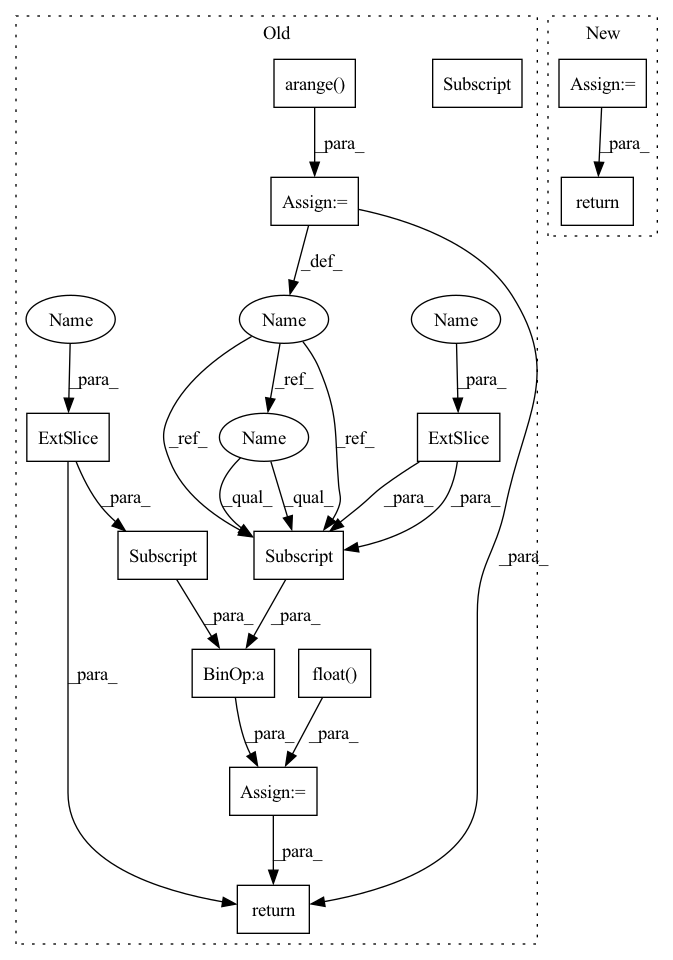 Old
New
arange()
Subscript
Assign:=
_para_
_para_
Assign:=
return
_def_
Name
Name
Name
_para_
_ref_
_para_
ExtSlice
_ref_
Name
_ref_
ExtSlice
_para_
_qual_
_qual_
_para_
_para_
Subscript
Subscript
_para_
_para_
_para_
BinOp:a
float()
_para_
_para_
_para_
Assign:=
_para_
return